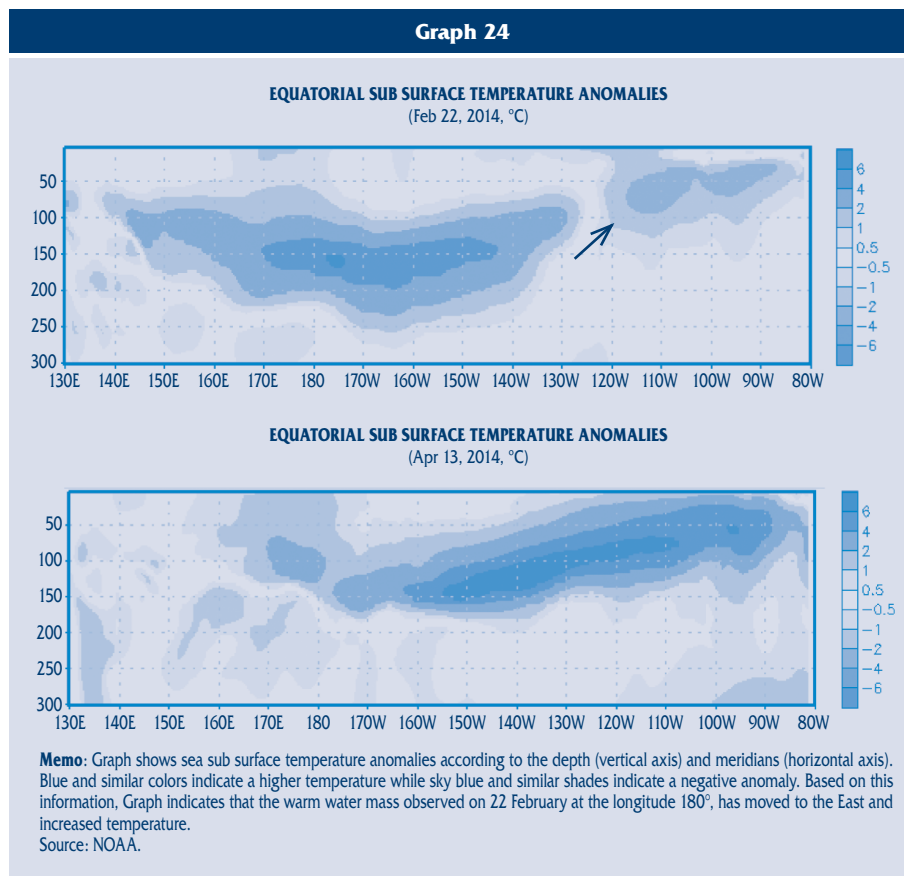 Graph 24
EQUATORIAL SUB SURFACE TEMPERATURE ANOMALIES
(Feb 22, 2014, °C)
50
100
150
200
250
300
130E 140E 150E 160E 170E 180 170W 160W 150W 140W 130W 120W 110W 100W 90W 80W
6
4
2
1
0.5
−0.5
−1
−2
−4
−6
EQUATORIAL SUB SURFACE TEMPERATURE ANOMALIES
(Apr 13, 2014, °C)
50
100
150
200
250
300
130E 140E 150E 160E 170E 180 170W 160W 150W 140W 130W 120W 110W 100W 90W 80W
6
4
2
1
0.5
−0.5
−1
−2
−4
−6
Memo: Graph shows sea sub surface temperature anomalies according to the depth (vertical axis) and meridians (horizontal axis).
Blue and similar colors indicate a higher temperature while sky blue and similar shades indicate a negative anomaly. Based on this
information, Graph indicates that the warm water mass observed on 22 February at the longitude 180°, has moved to the East and
increased temperature.
Source: NOAA.